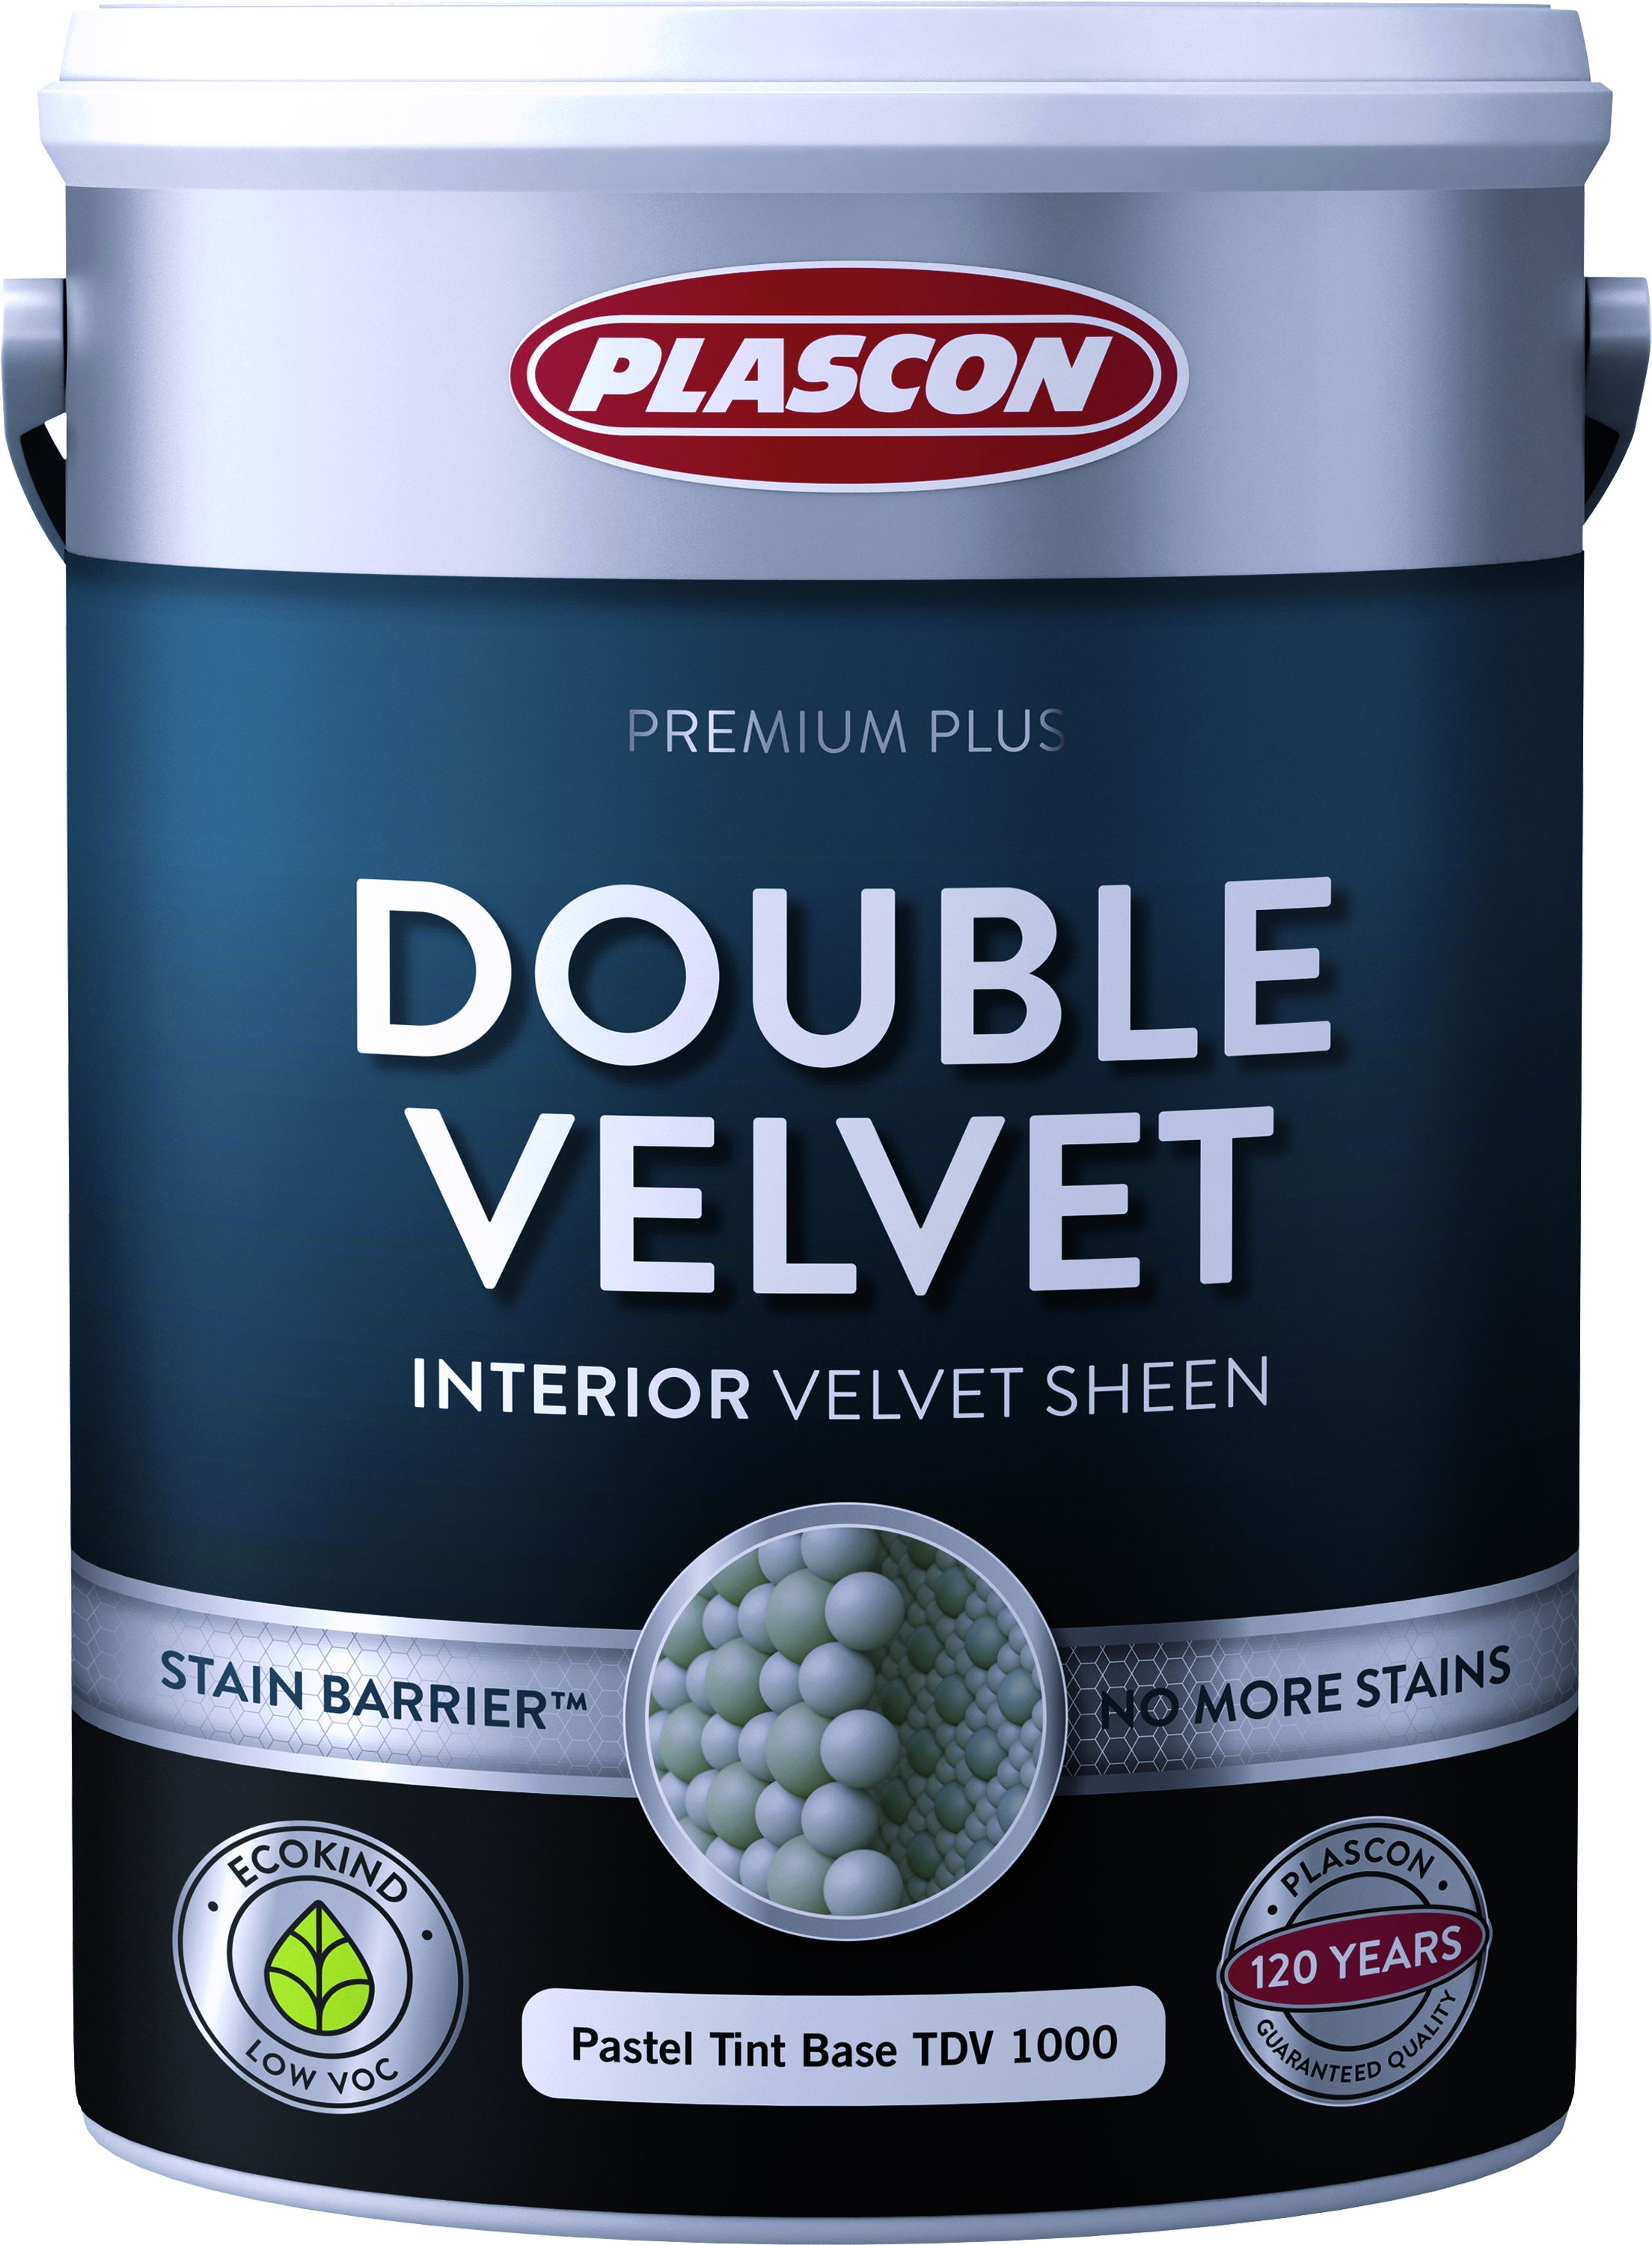 PLASCON
PREMIUM PLUS
DOUBLE
VELVET
INTERIOR VELVET SHEEN
STAIN BARRIER™
NO MORE STAINS
ECOKIND
LOW VOC
Pastel Tint Base TDV 1000
PLASCON
120 YEARS
GUARANTEED QUALITY